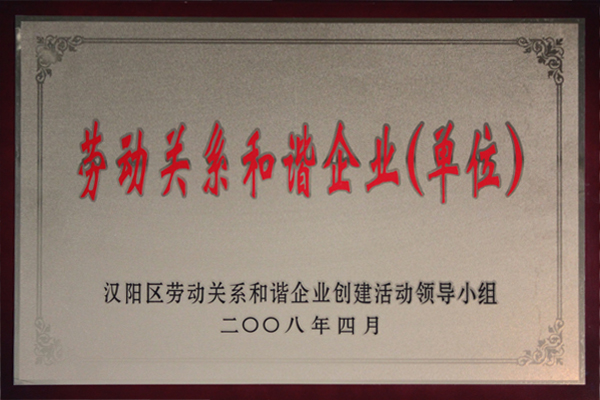 劳动关系和谐企业(单位)
汉阳区劳动关系和谐企业创建活动领导小组
二〇〇八年四月